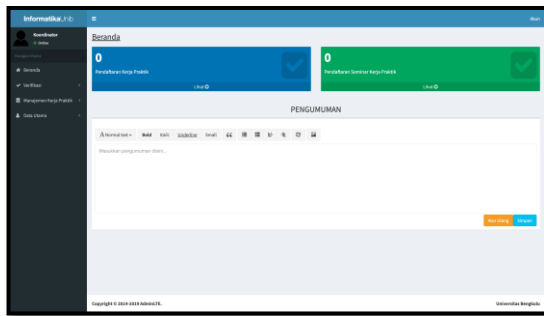 InformatikaUnib
Akun
Koordinator
Online
Beranda
0
Pendaftaran Kerja Praktik
Lihat
0
Pendaftaran Seminar Kerja Praktik
Lihat
Beranda
Verifikasi
Manajemen Kerja Praktik
Data Utama
PENGUMUMAN
Normal text
Bold
Italic
Underline
Small
Masukkan pengumuman disini...
Simpan
Copyright © 2014-2019 AdminLTE.
Universitas Bengkulu